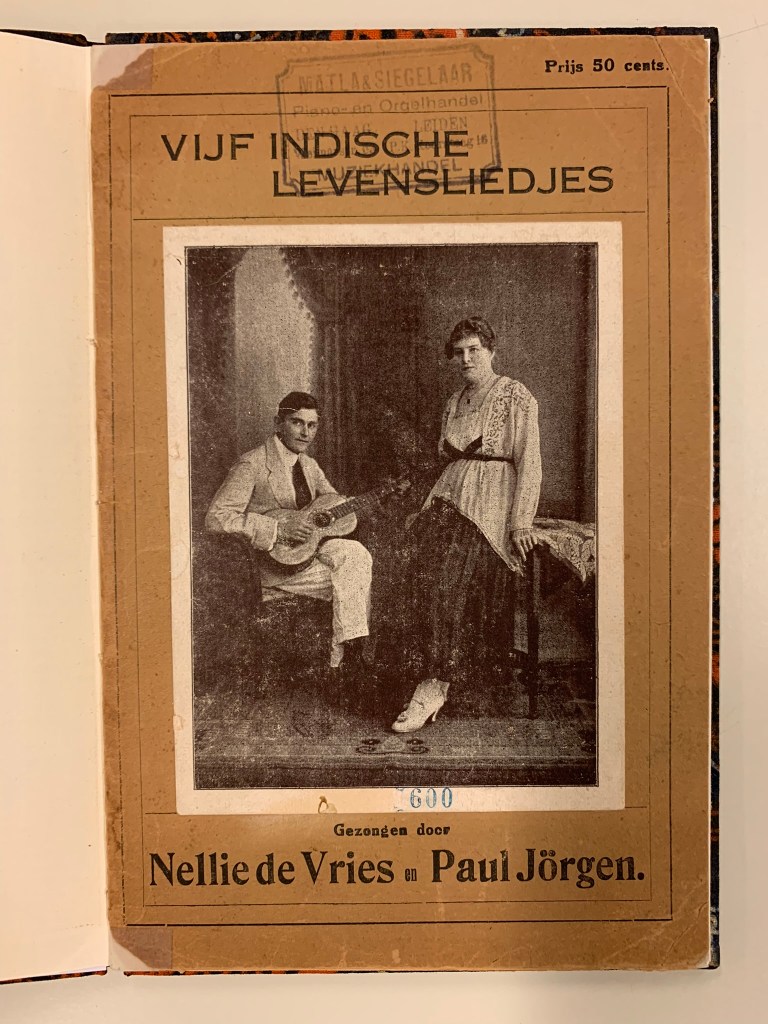 Prijs 50 cents.
MATLA & SIEGELAAR
Piano- en Orgelhandel
LEIDEN
MUZIEKHANDEL
VIJF INDISCHE
LEVENSLIEDJES
600
Gezongen door
Nellie de Vries en Paul Jörgen.